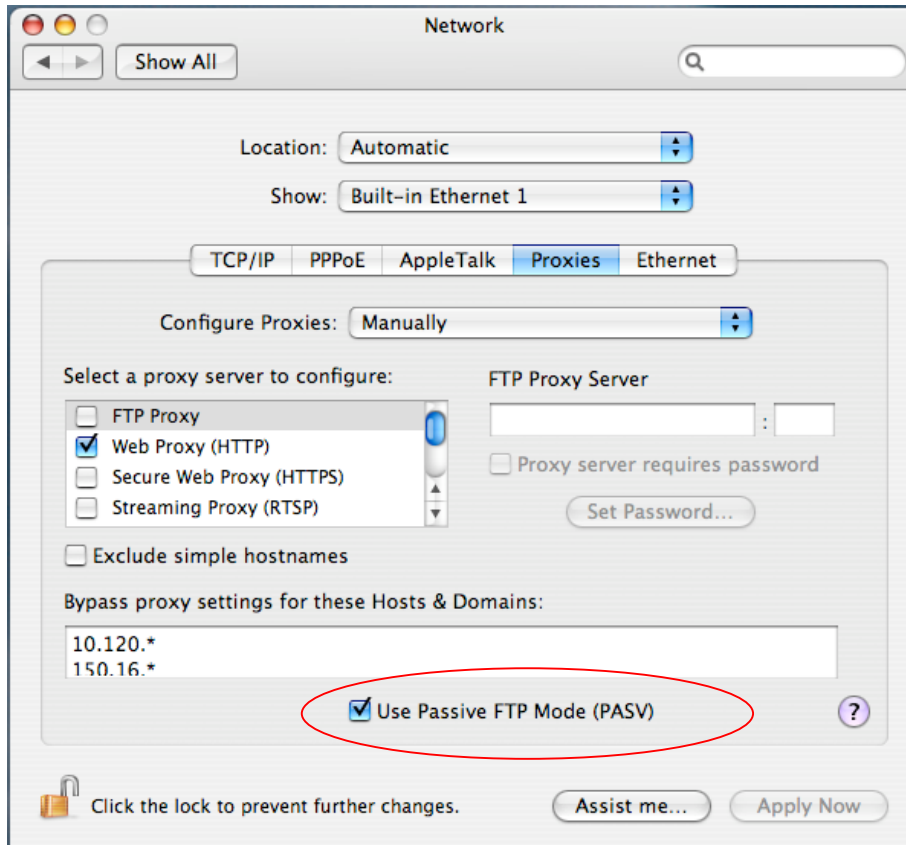 Network
Show All
Location: Automatic
Show: Built-in Ethernet 1
TCP/IP PPPoE AppleTalk Proxies Ethernet
Configure Proxies: Manually
Select a proxy server to configure:
FTP Proxy
Web Proxy (HTTP)
Secure Web Proxy (HTTPS)
Streaming Proxy (RTSP)
FTP Proxy Server
:
Proxy server requires password
Set Password...
Exclude simple hostnames
Bypass proxy settings for these Hosts & Domains:
10.120.*
150.16.*
Use Passive FTP Mode (PASV)
?
Click the lock to prevent further changes.
Assist me...
Apply Now